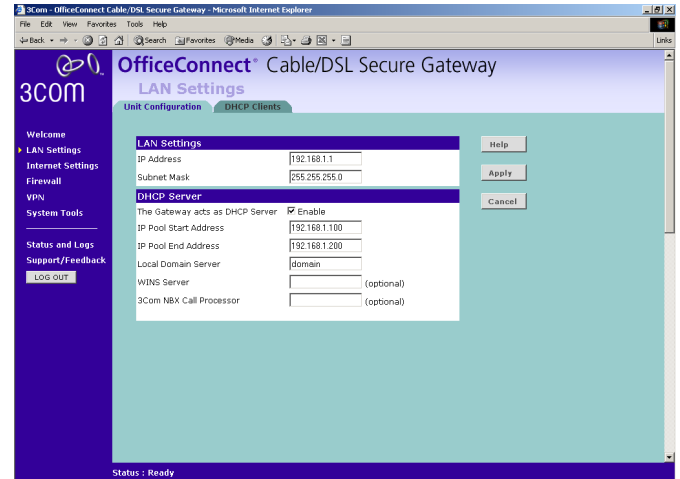 3Com - OfficeConnect Cable/DSL Secure Gateway - Microsoft Internet Explorer
File Edit View Favorites Tools Help
Back Search Favorites Media Links
3COM
OfficeConnect® Cable/DSL Secure Gateway
LAN Settings
Unit Configuration DHCP Clients
Welcome
LAN Settings
Internet Settings
Firewall
VPN
System Tools
Status and Logs
Support/Feedback
LOG OUT
LAN Settings
IP Address 192.168.1.1
Subnet Mask 255.255.255.0
DHCP Server
The Gateway acts as DHCP Server Enable
IP Pool Start Address 192.168.1.100
IP Pool End Address 192.168.1.200
Local Domain Server domain
WINS Server (optional)
3Com NBX Call Processor (optional)
Help
Apply
Cancel
Status : Ready